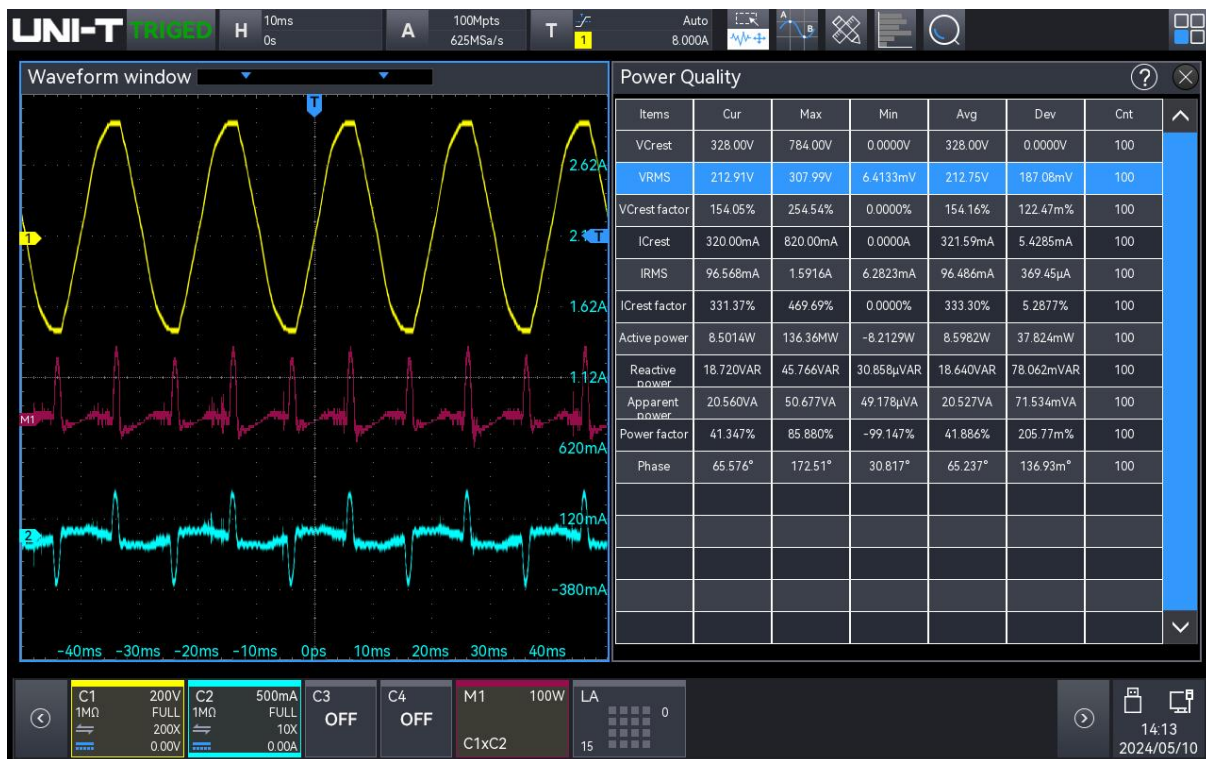 UNI-T TRIGED H 10ms 0s A 100Mpts 625MSa/s T 1 Auto 8.000A A B
Waveform window
T
2.62A
1
T
1.62A
1.12A
M1
620mA
120mA
2
-380mA
-40ms -30ms -20ms -10ms 0ps 10ms 20ms 30ms 40ms
Power Quality ?
Items Cur Max Min Avg Dev Cnt
VCrest 328.00V 784.00V 0.0000V 328.00V 0.0000V 100
VRMS 212.91V 307.99V 6.4133mV 212.75V 187.08mV 100
VCrest factor 154.05% 254.54% 0.0000% 154.16% 122.47m% 100
ICrest 320.00mA 820.00mA 0.0000A 321.59mA 5.4285mA 100
IRMS 96.568mA 1.5916A 6.2823mA 96.486mA 369.45µA 100
ICrest factor 331.37% 469.69% 0.0000% 333.30% 5.2877% 100
Active power 8.5014W 136.36MW -8.2129W 8.5982W 37.824mW 100
Reactive power 18.720VAR 45.766VAR 30.858µVAR 18.640VAR 78.062mVAR 100
Apparent power 20.560VA 50.677VA 49.178µVA 20.527VA 71.534mVA 100
Power factor 41.347% 85.880% -99.147% 41.886% 205.77m% 100
Phase 65.576° 172.51° 30.817° 65.237° 136.93m° 100
C1 200V
1MΩ FULL
200X
0.00V
C2 500mA
1MΩ FULL
10X
0.00A
C3
OFF
C4
OFF
M1 100W
C1xC2
LA
0
15
14:13
2024/05/10